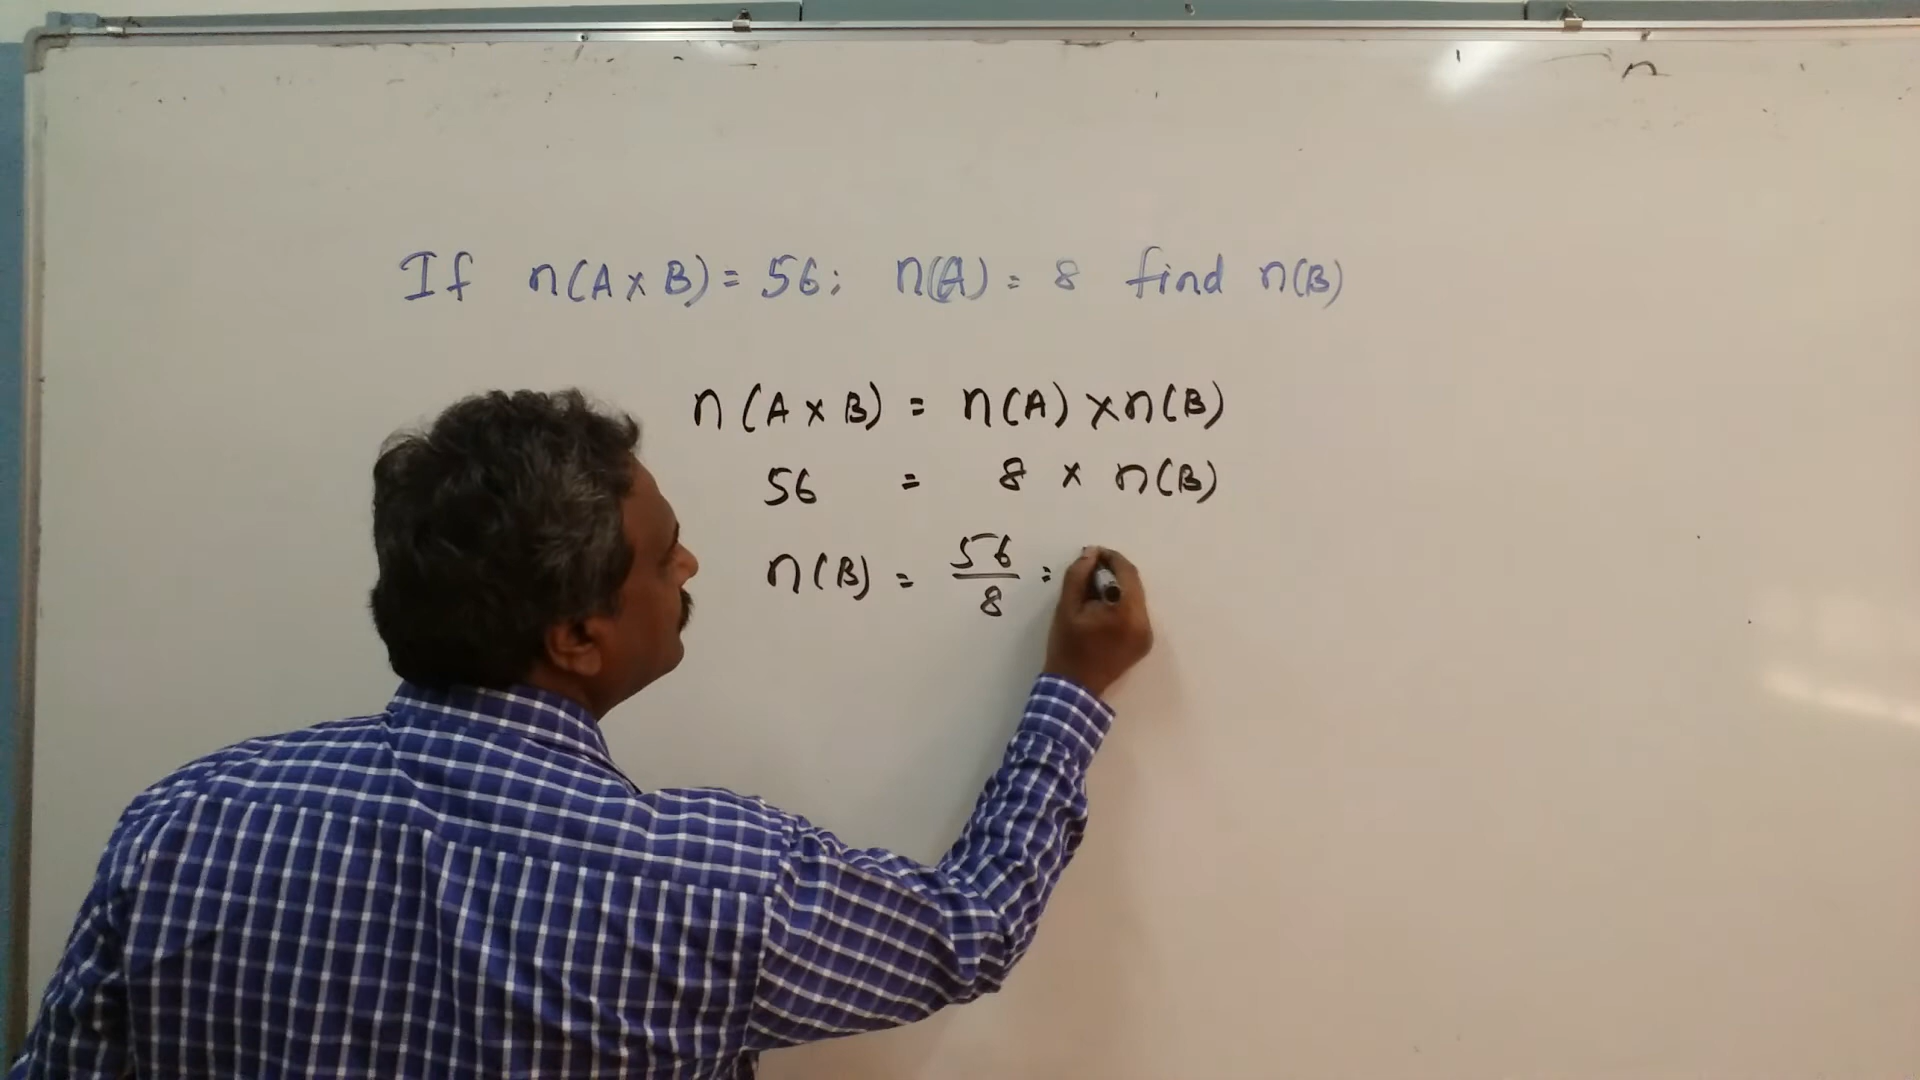 If n(A×B)=56; n(A)=8 find n(B)
n(A×B) = n(A)×n(B)
56 = 8 × n(B)
n(B) = 56/8 =